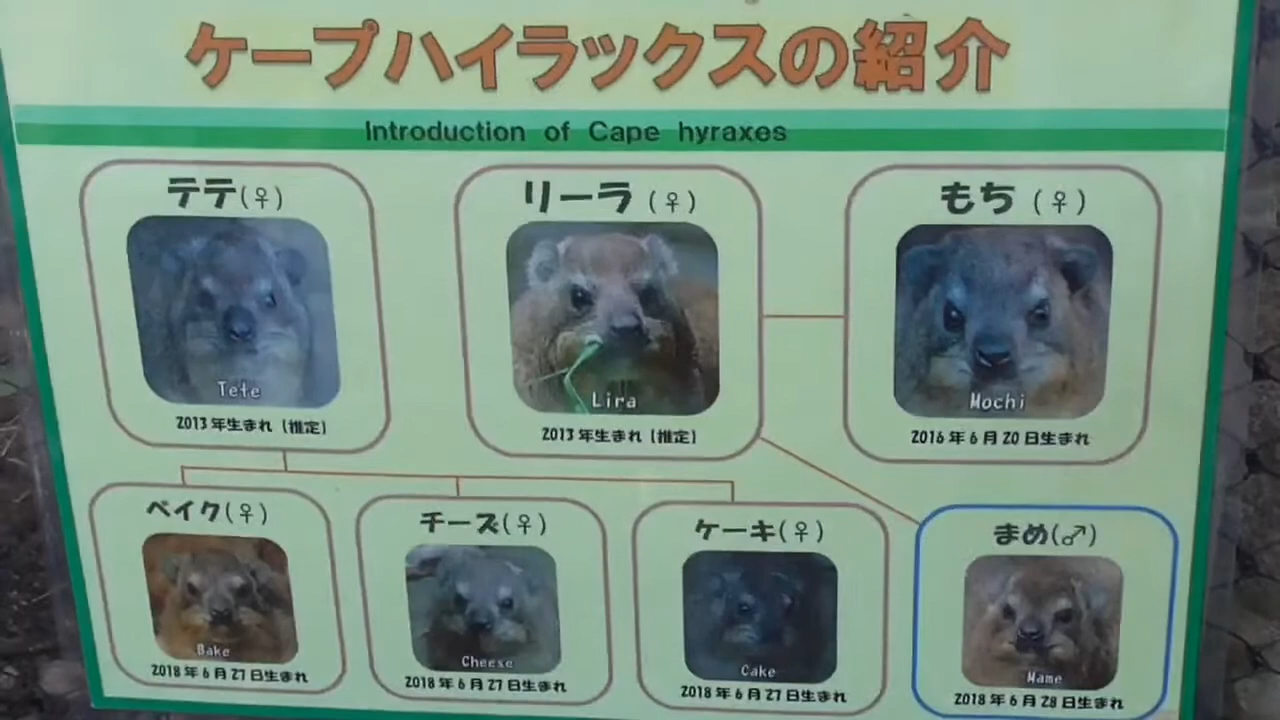 ケープハイラックスの紹介
Introduction of Cape hyraxes
テテ(♀)
Tete
2013年生まれ(推定)
リーラ(♀)
Lira
2013年生まれ(推定)
もち(♀)
Mochi
2016年6月20日生まれ
ベイク(♀)
Bake
2018年6月27日生まれ
チーズ(♀)
Cheese
2018年6月27日生まれ
ケーキ(♀)
Cake
2018年6月27日生まれ
まめ(♂)
Mame
2018年6月28日生まれ